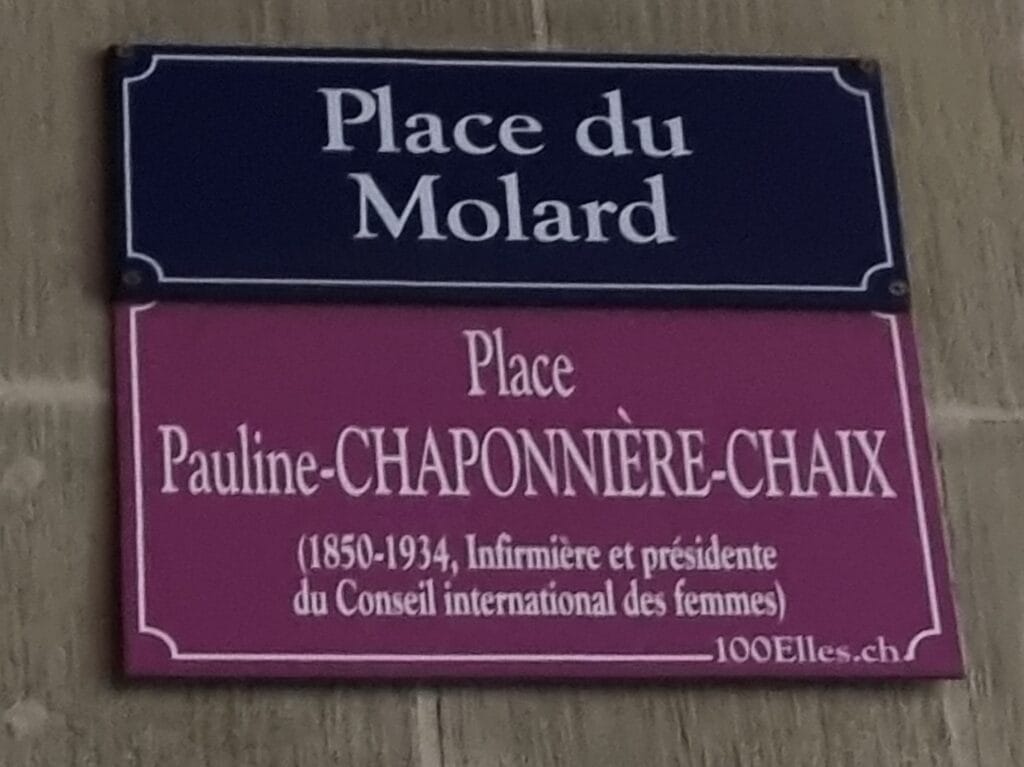 Place du
Molard
Place
Pauline-CHAPONNIÈRE-CHAIX
(1850-1934, Infirmière et présidente
du Conseil international des femmes)
100Elles.ch